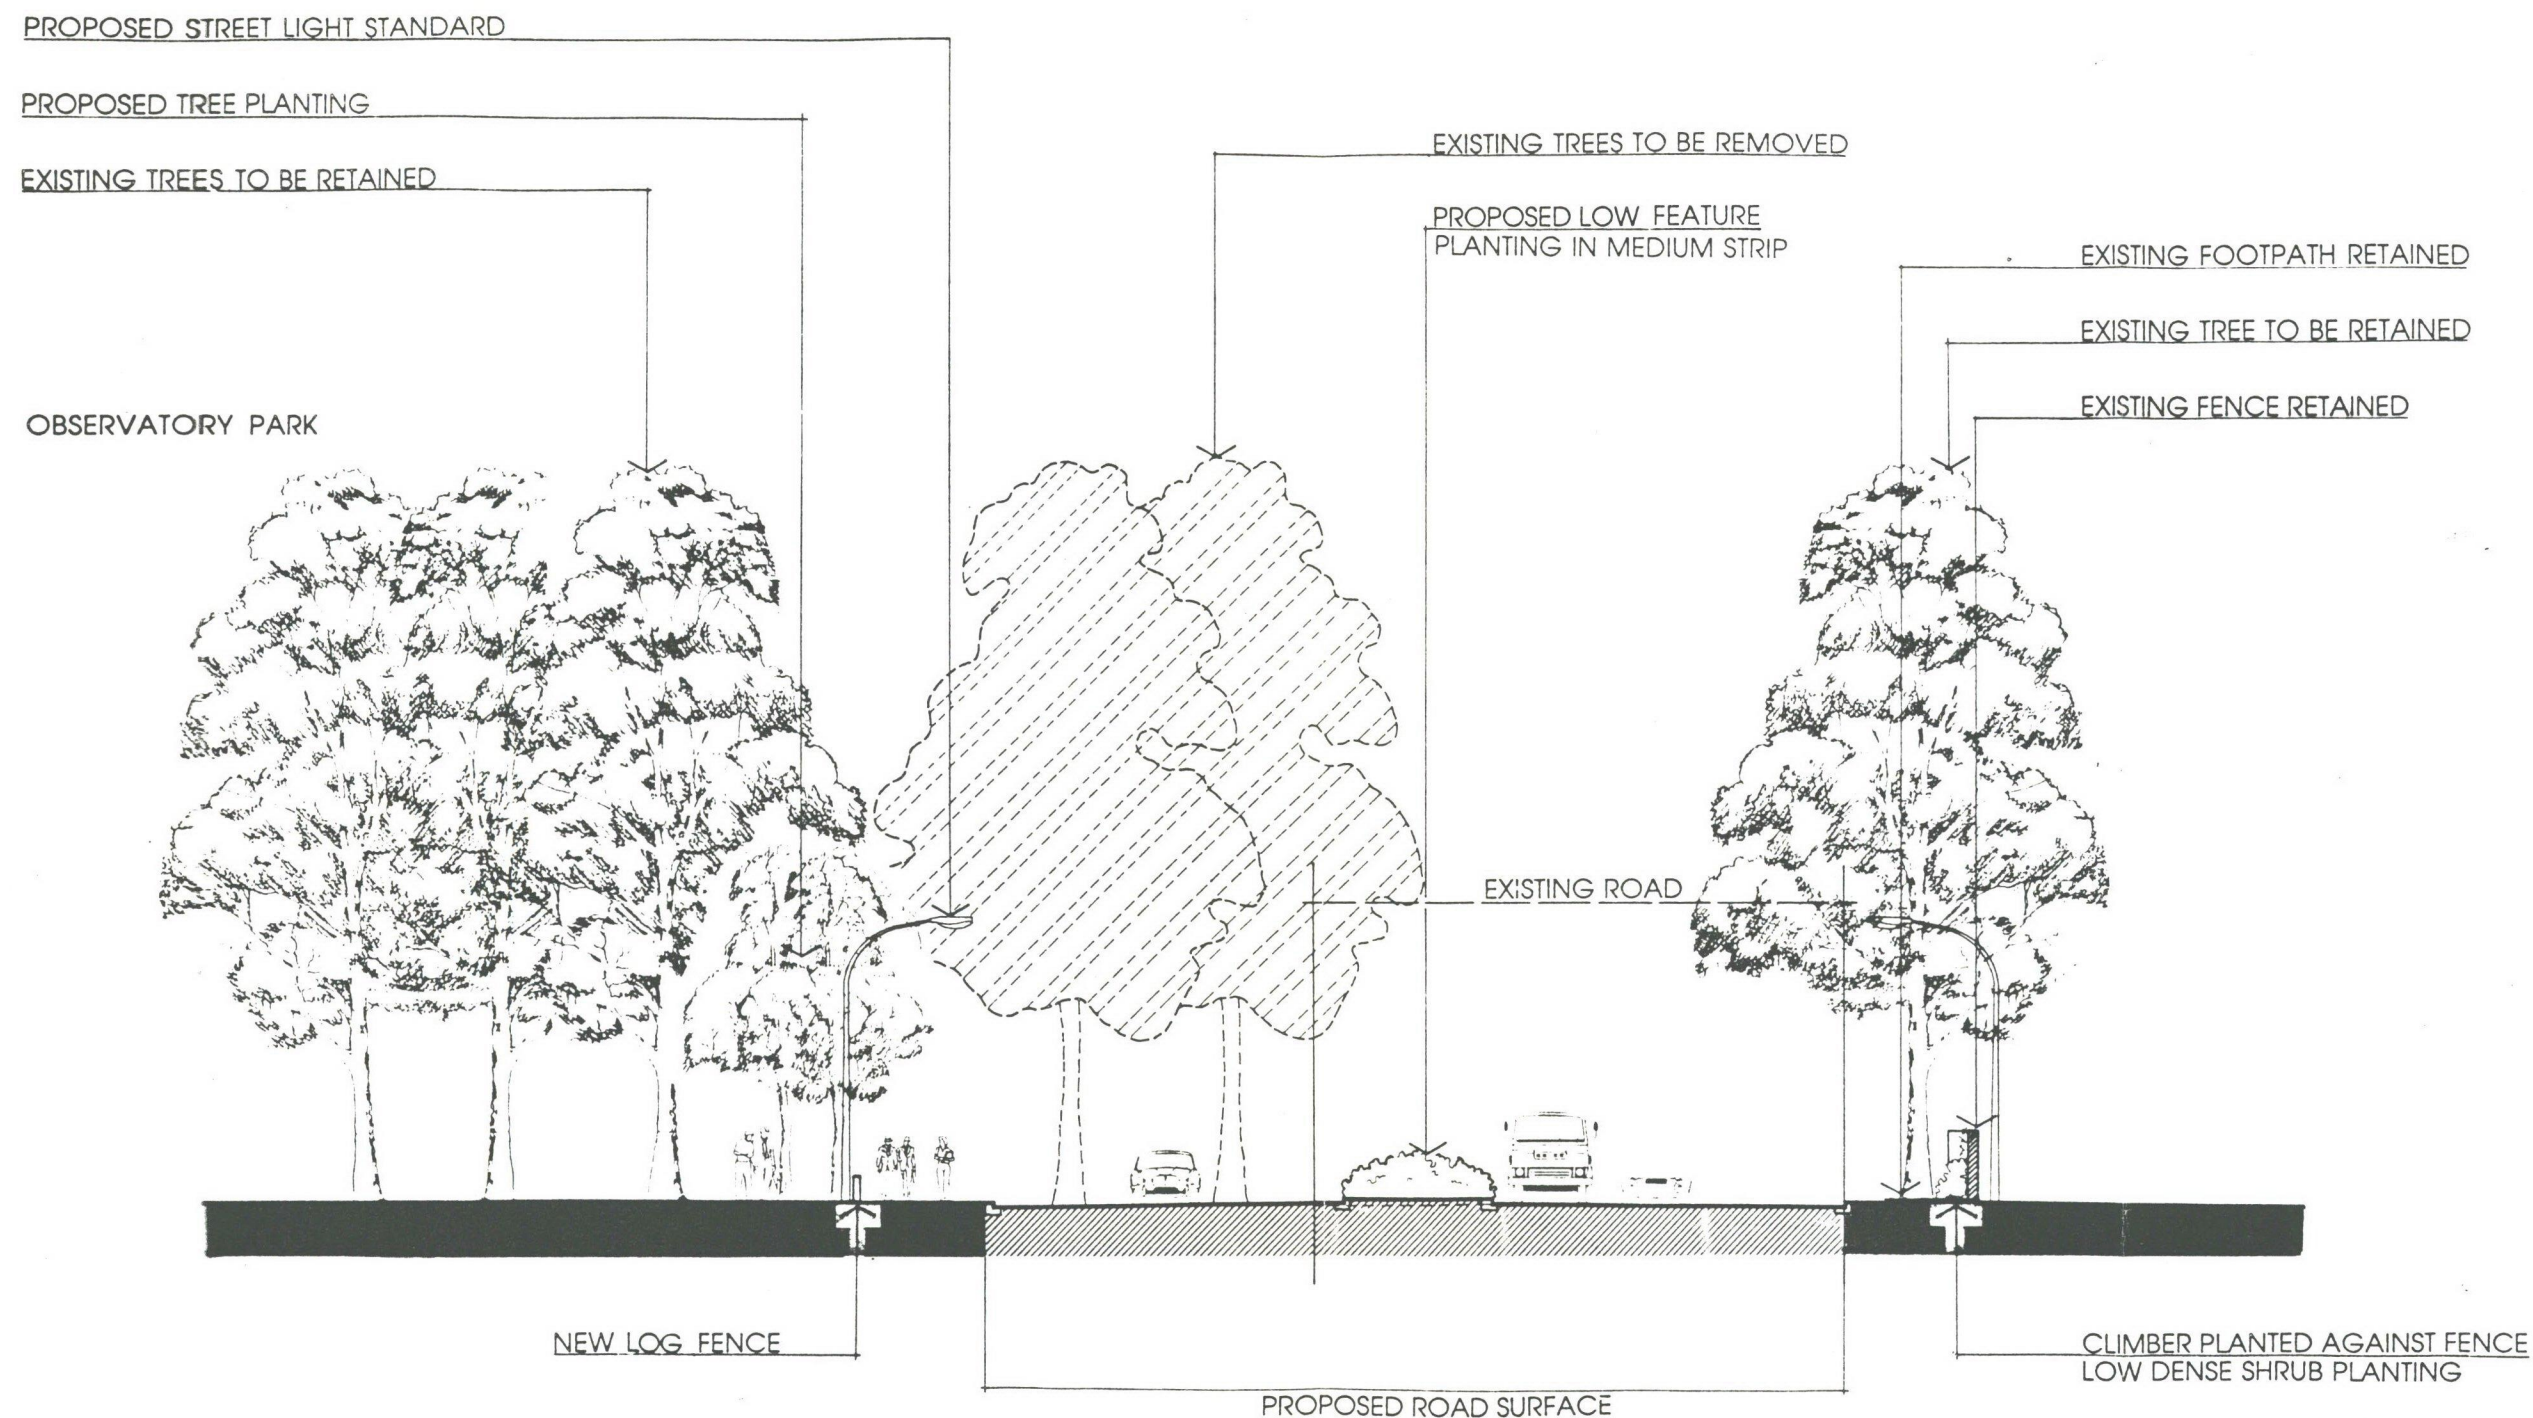 PROPOSED STREET LIGHT STANDARD
PROPOSED TREE PLANTING
EXISTING TREES TO BE RETAINED
OBSERVATORY PARK
EXISTING TREES TO BE REMOVED
PROPOSED LOW FEATURE
PLANTING IN MEDIUM STRIP
EXISTING FOOTPATH RETAINED
EXISTING TREE TO BE RETAINED
EXISTING FENCE RETAINED
EXISTING ROAD
NEW LOG FENCE
CLIMBER PLANTED AGAINST FENCE
LOW DENSE SHRUB PLANTING
PROPOSED ROAD SURFACE